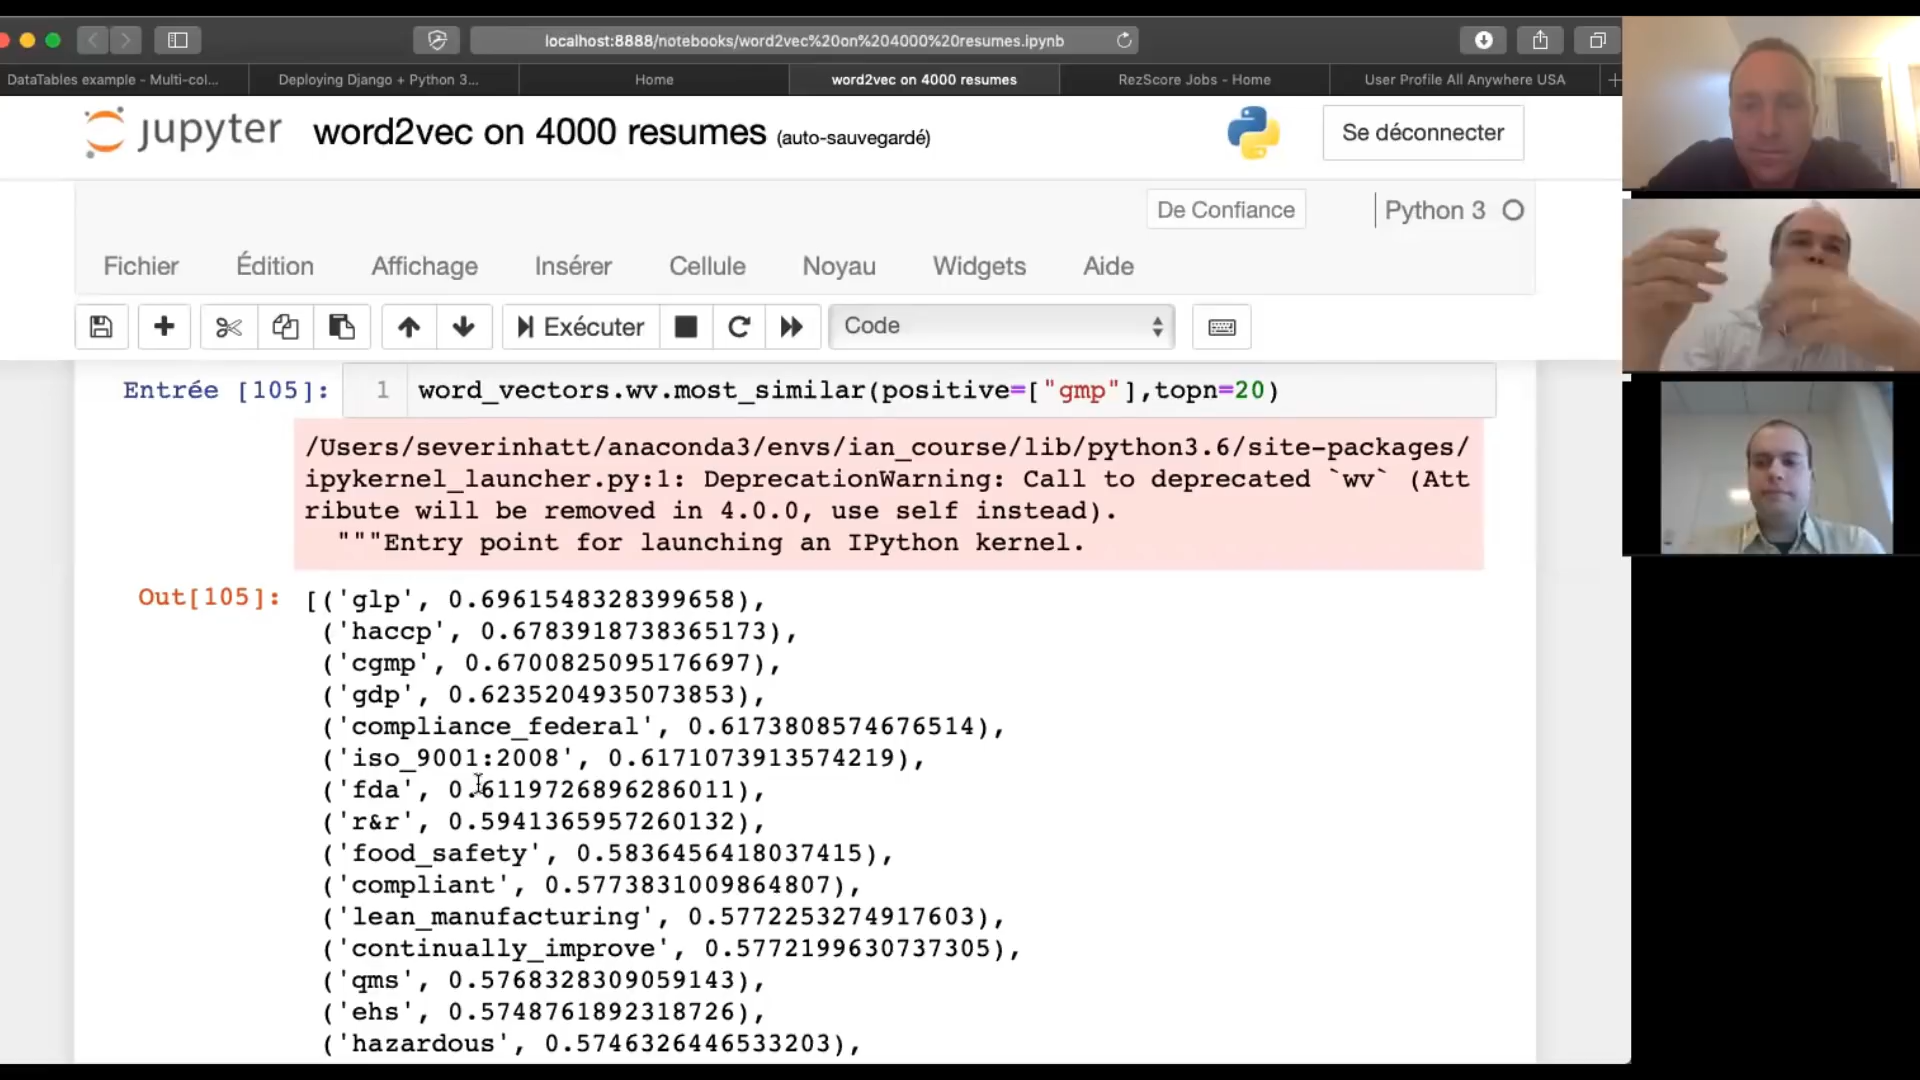 localhost:8888/notebooks/word2vec%20on%204000%20resumes.ipynb
DataTables example - Multi-col...
Deploying Django + Python 3...
Home
word2vec on 4000 resumes
RezScore Jobs - Home
User Profile All Anywhere USA
jupyter word2vec on 4000 resumes (auto-sauvegardé)
Se déconnecter
De Confiance
Python 3
Fichier Édition Affichage Insérer Cellule Noyau Widgets Aide
Exécuter Code
Entrée [105]: 1 word_vectors.wv.most_similar(positive=["gmp"],topn=20)
/Users/severinhatt/anaconda3/envs/ian_course/lib/python3.6/site-packages/
ipykernel_launcher.py:1: DeprecationWarning: Call to deprecated `wv` (Att
ribute will be removed in 4.0.0, use self instead).
"""Entry point for launching an IPython kernel.
Out[105]: [('glp', 0.6961548328399658),
('haccp', 0.6783918738365173),
('cgmp', 0.6700825095176697),
('gdp', 0.6235204935073853),
('compliance_federal', 0.6173808574676514),
('iso_9001:2008', 0.6171073913574219),
('fda', 0.6119726896286011),
('r&r', 0.5941365957260132),
('food_safety', 0.5836456418037415),
('compliant', 0.5773831009864807),
('lean_manufacturing', 0.5772253274917603),
('continually_improve', 0.5772199630737305),
('qms', 0.5768328309059143),
('ehs', 0.5748761892318726),
('hazardous', 0.5746326446533203),